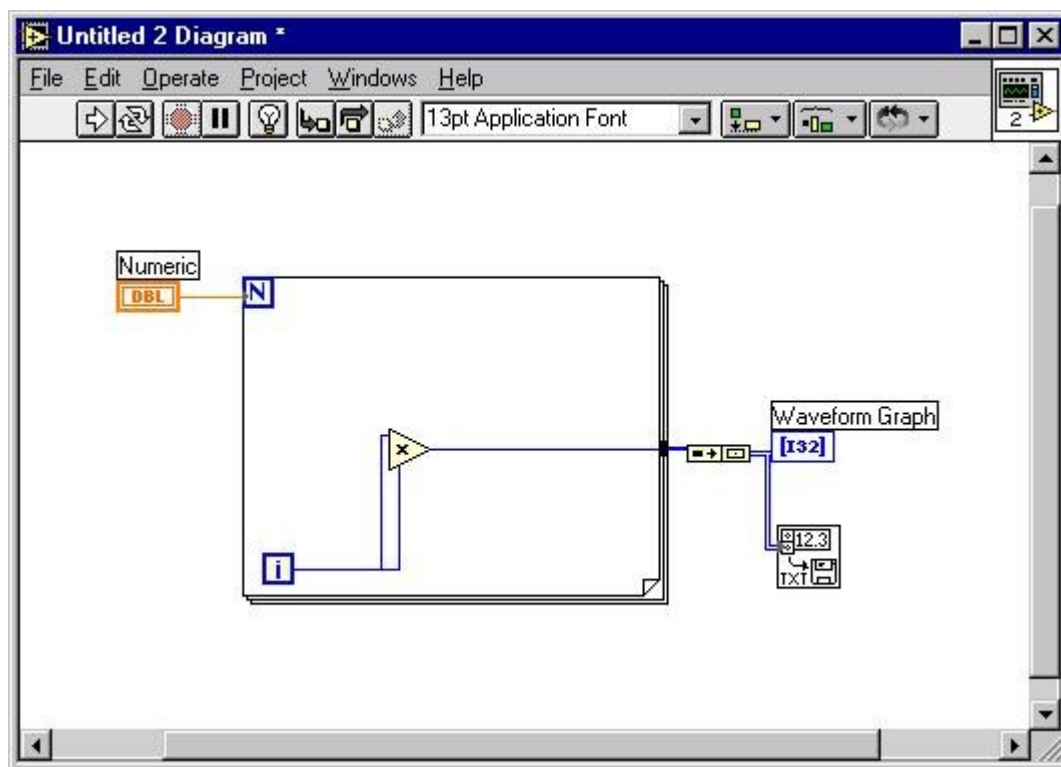 Untitled 2 Diagram *
File Edit Operate Project Windows Help
13pt Application Font
2
Numeric
DBL
N
x
i
Waveform Graph
[I32]
12.3
TXT